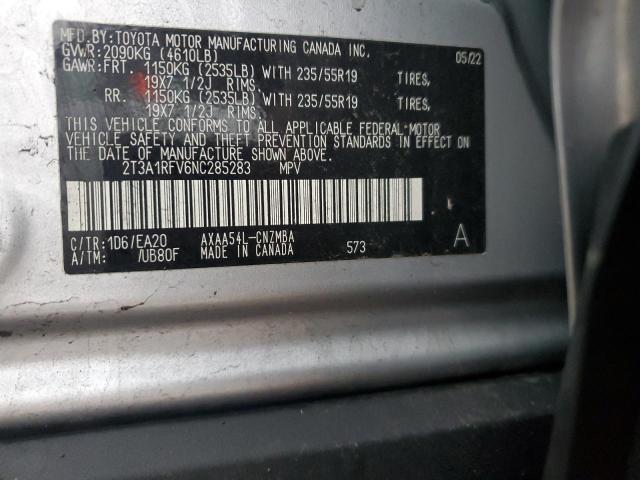 MFD.BY:TOYOTA MOTOR MANUFACTURING CANADA INC.
05/22
GVWR:2090KG (4610LB)
GAWR:FRT. 1150KG (2535LB) WITH 235/55R19 TIRES,
19X7 1/2J RIMS.
RR. 1150KG (2535LB) WITH 235/55R19 TIRES,
19X7 1/2J RIMS.
THIS VEHICLE CONFORMS TO ALL APPLICABLE FEDERAL MOTOR
VEHICLE SAFETY AND THEFT PREVENTION STANDARDS IN EFFECT
ON THE DATE OF MANUFACTURE SHOWN ABOVE.
2T3A1RFV6NC285283 MPV
C/TR:1D6/EA20 AXAA54L-CNZMBA
A/TM: /UB80F MADE IN CANADA 573 A